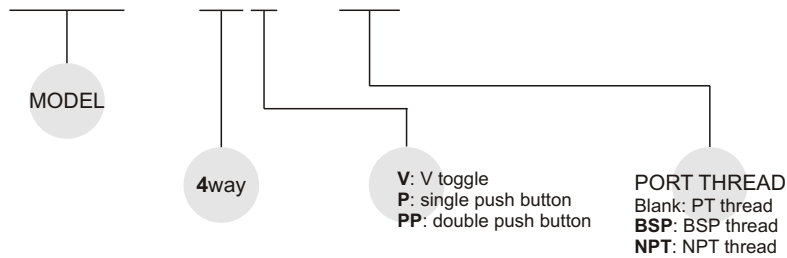 MODEL
4way
V: V toggle
P: single push button
PP: double push button
PORT THREAD
Blank: PT thread
BSP: BSP thread
NPT: NPT thread